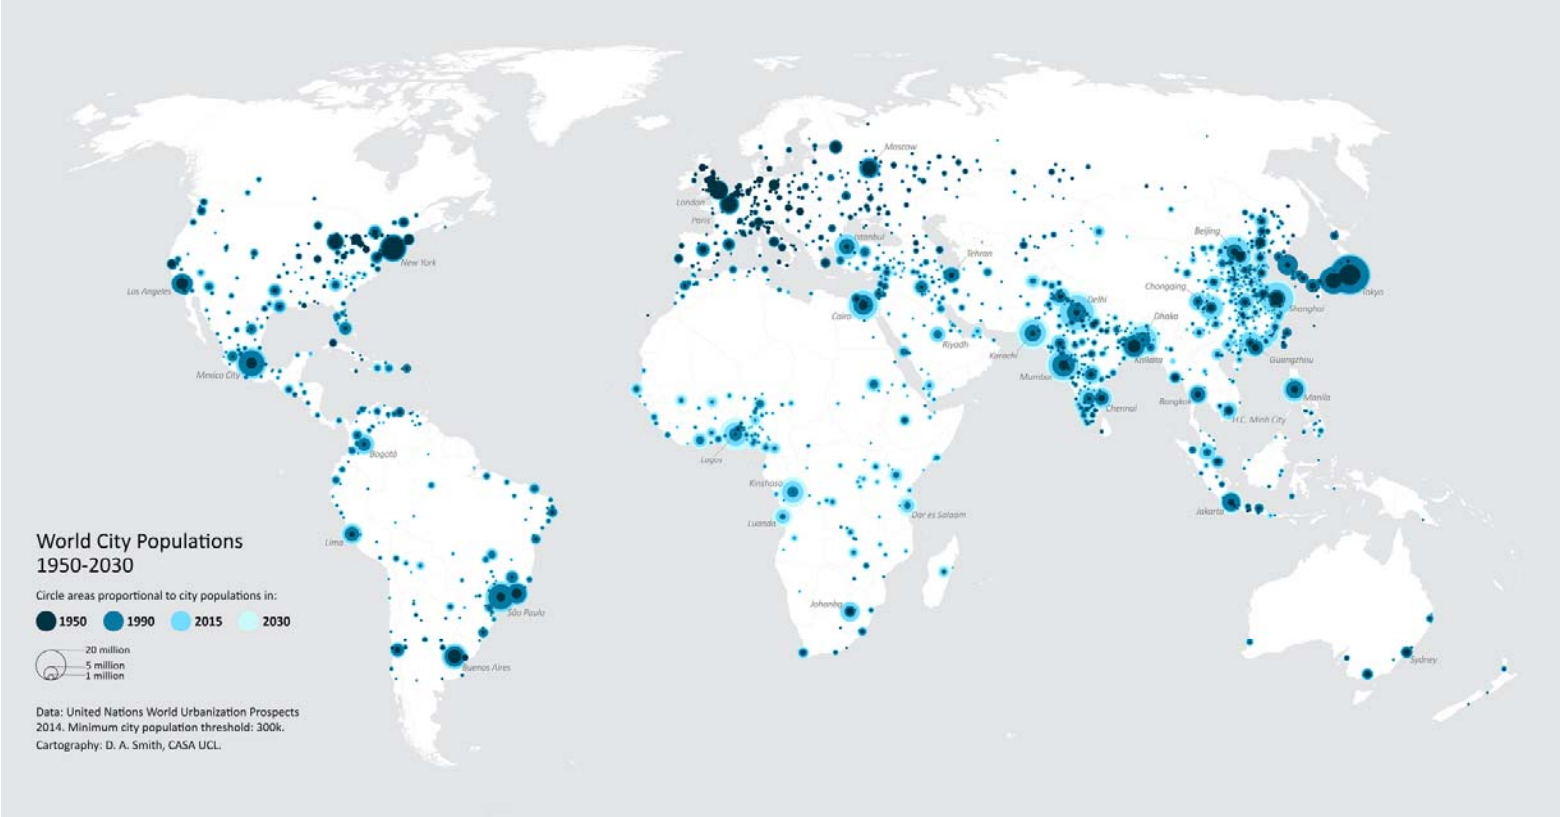 Moscow
London
Paris
Istanbul
Beijing
New York
Tehran
Los Angeles
Chongqing
Tokyo
Delhi
Shanghai
Cairo
Dhaka
Riyadh
Karachi
Kolkata
Guangzhou
Mexico City
Mumbai
Manila
Bangkok
Chennai
H.C. Minh City
Bogotá
Lagos
Kinshasa
Jakarta
Dar es Salaam
Luanda
Lima
World City Populations
1950-2030
Circle areas proportional to city populations in:
1950 1990 2015 2030
Johanbg
São Paulo
20 million
5 million
1 million
Buenos Aires
Sydney
Data: United Nations World Urbanization Prospects
2014. Minimum city population threshold: 300k.
Cartography: D. A. Smith, CASA UCL.